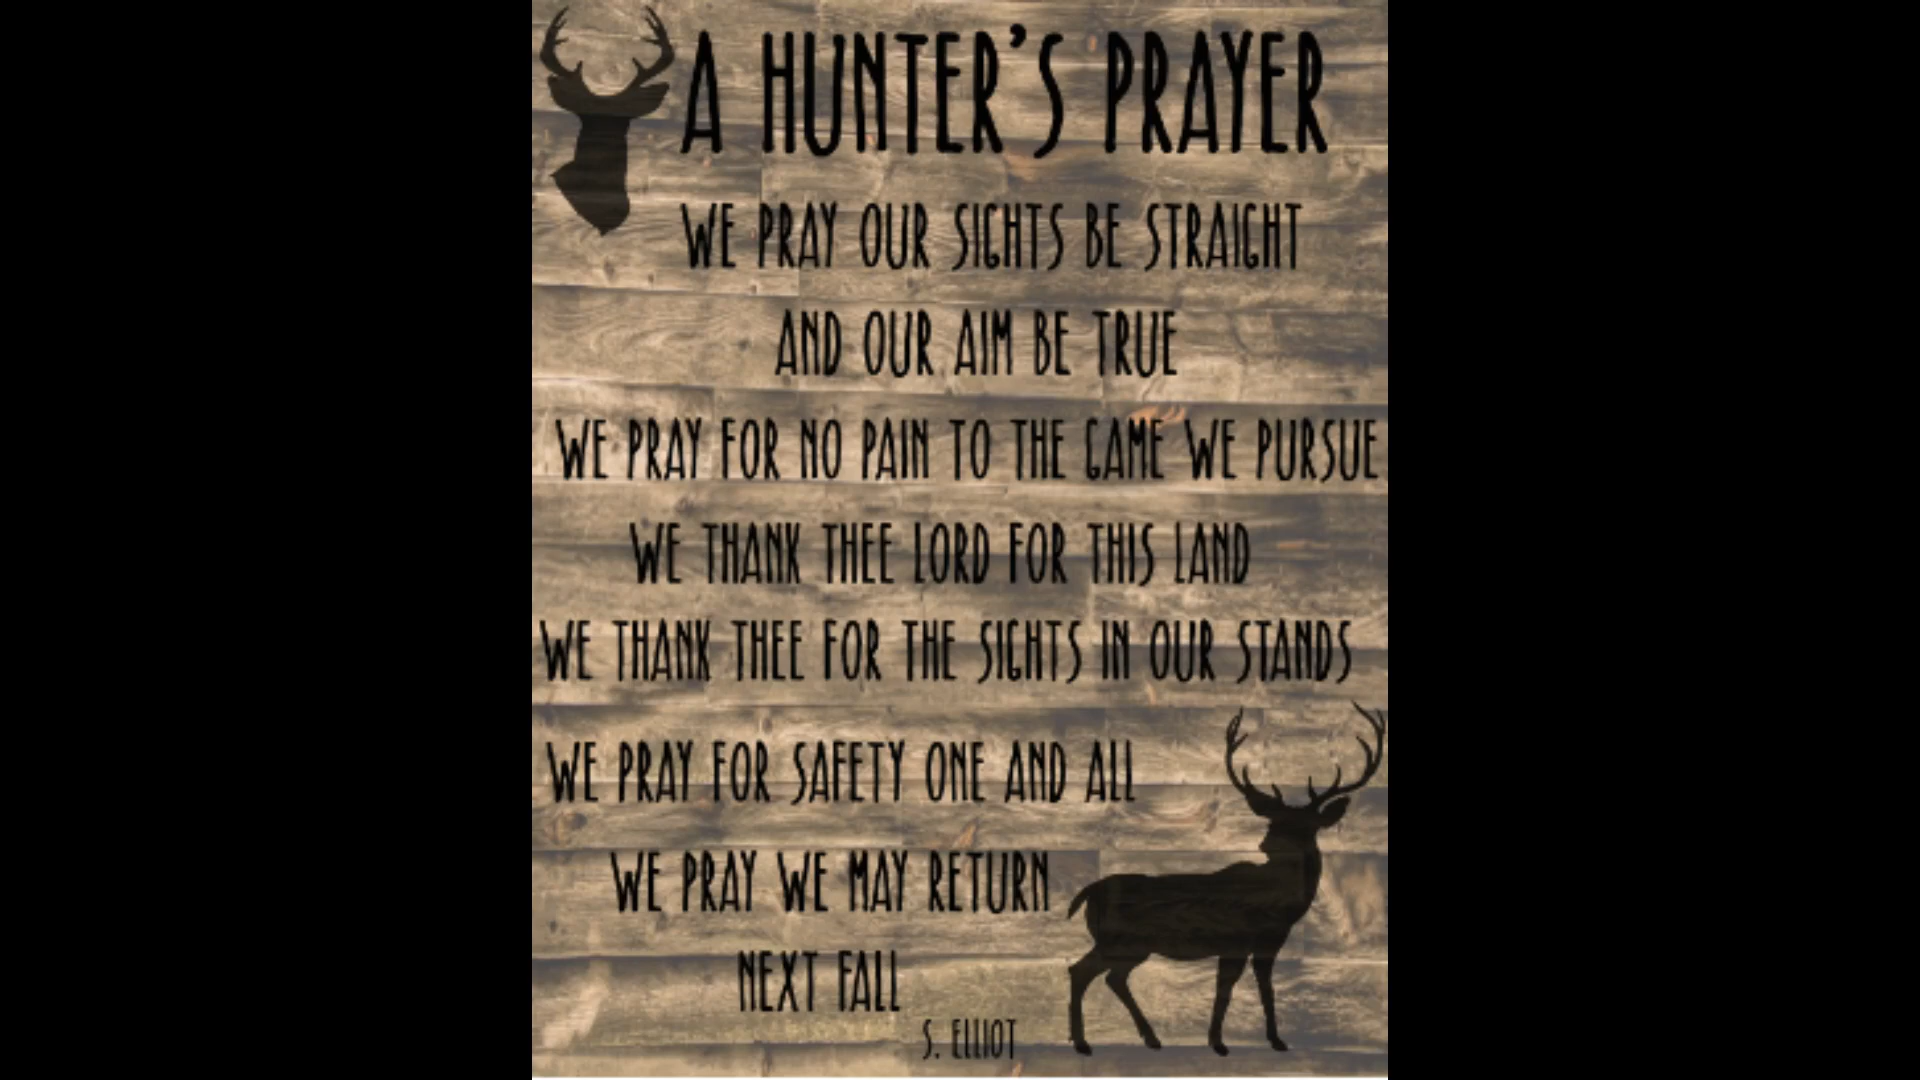 A HUNTER'S PRAYER
WE PRAY OUR SIGHTS BE STRAIGHT
AND OUR AIM BE TRUE
WE PRAY FOR NO PAIN TO THE GAME WE PURSUE
WE THANK THEE LORD FOR THIS LAND
WE THANK THEE FOR THE SIGHTS IN OUR STANDS
WE PRAY FOR SAFETY ONE AND ALL
WE PRAY WE MAY RETURN
NEXT FALL
S. ELLIOT